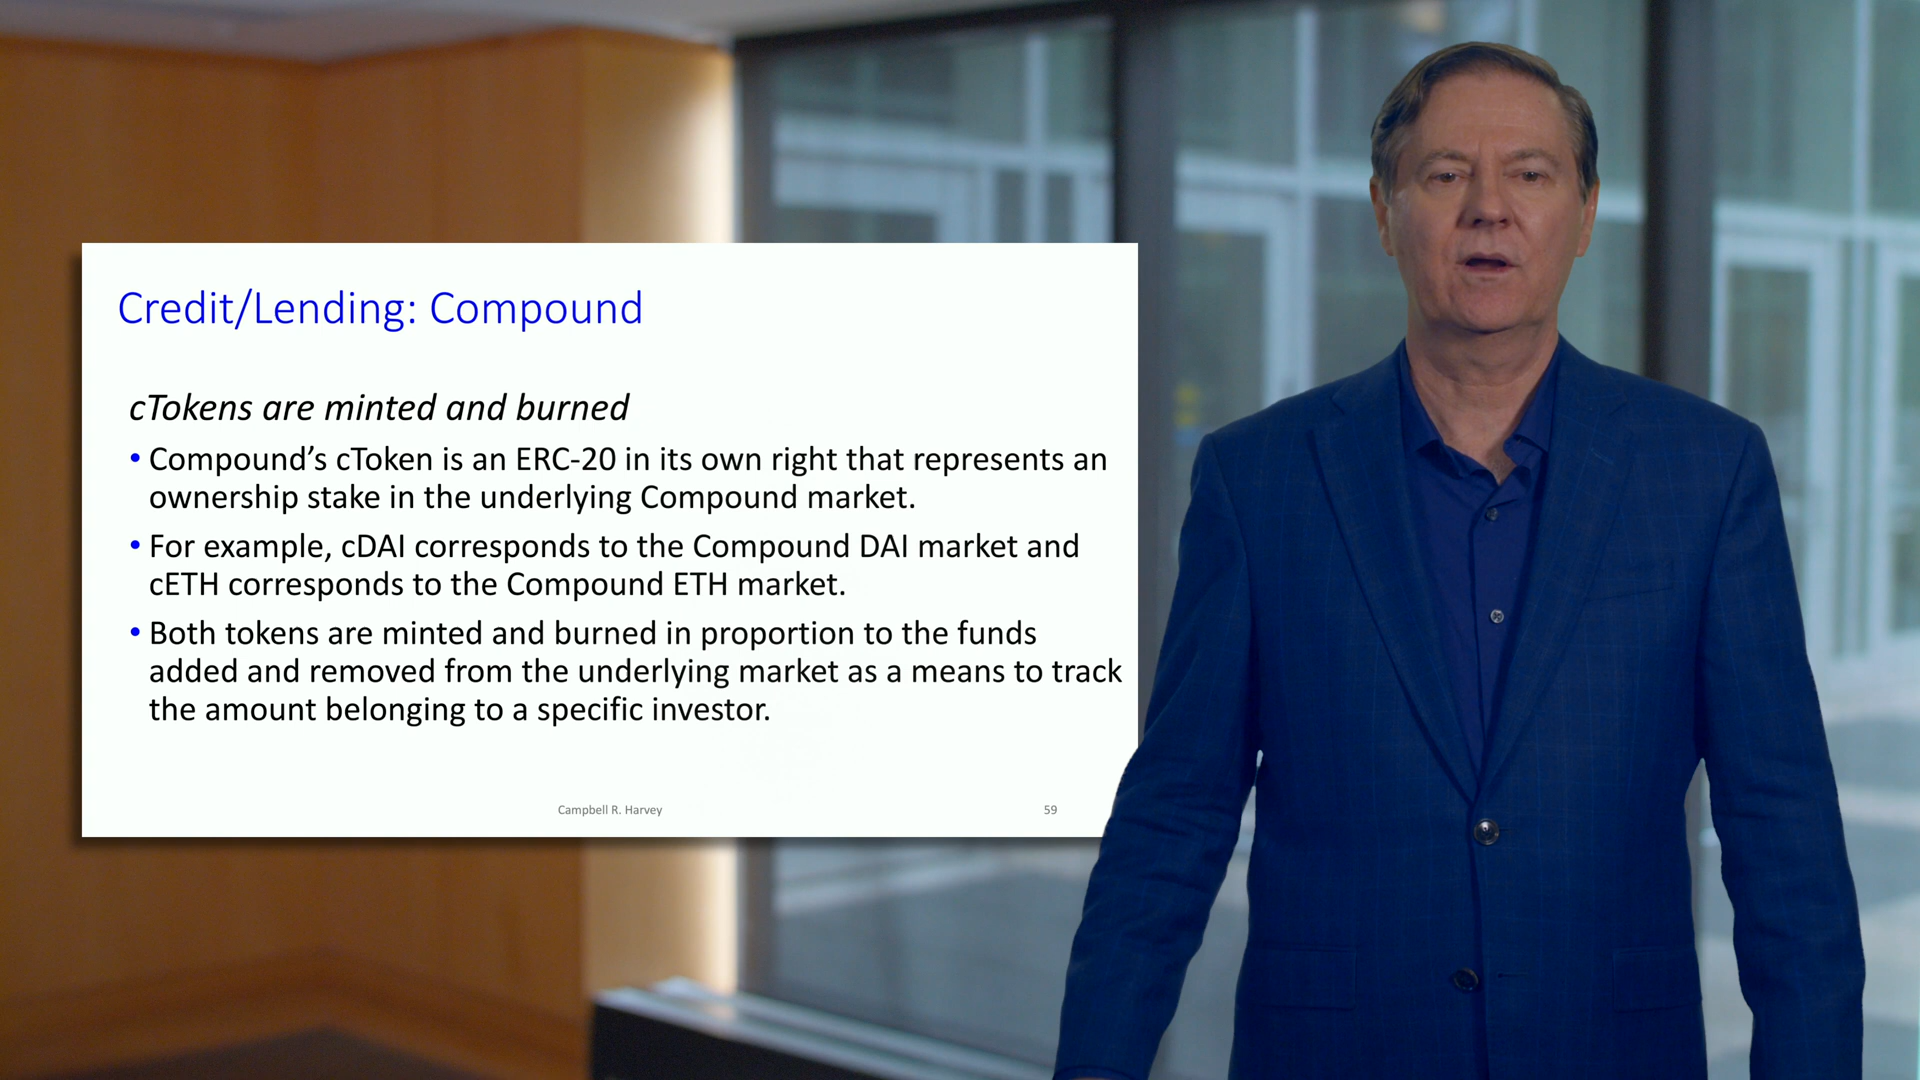 Credit/Lending: Compound
cTokens are minted and burned
• Compound’s cToken is an ERC-20 in its own right that represents an
ownership stake in the underlying Compound market.
• For example, cDAI corresponds to the Compound DAI market and
cETH corresponds to the Compound ETH market.
• Both tokens are minted and burned in proportion to the funds
added and removed from the underlying market as a means to track
the amount belonging to a specific investor.
Campbell R. Harvey
59